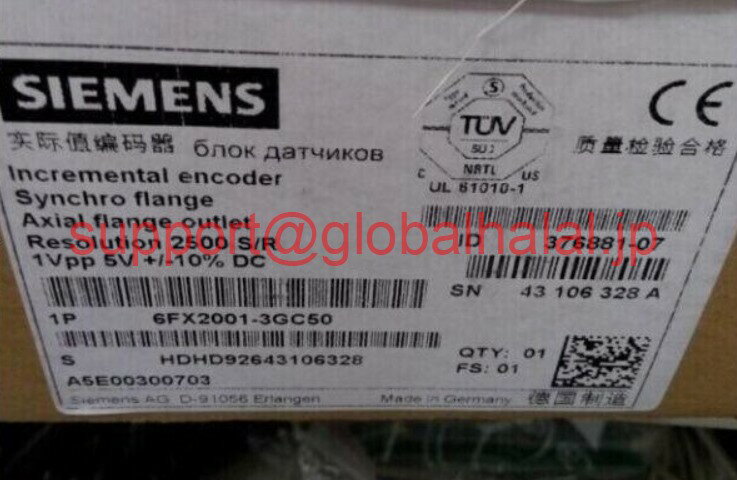 SIEMENS
TÜV
SÜD
NRTL
C US
UL 61010-1
CE
实际值编码器 блок датчиков
质量检验合格
Incremental encoder
Synchro flange
Axial flange outlet
Resolution 2500 S/R
1Vpp 5V +/-10% DC
support@globalhalal.jp
ID 376881-07
SN 43 106 328 A
1P 6FX2001-3GC50
S HDHD92643106328
QTY: 01
FS: 01
A5E00300703
Siemens AG, D-91056 Erlangen
Made in Germany 德国制造